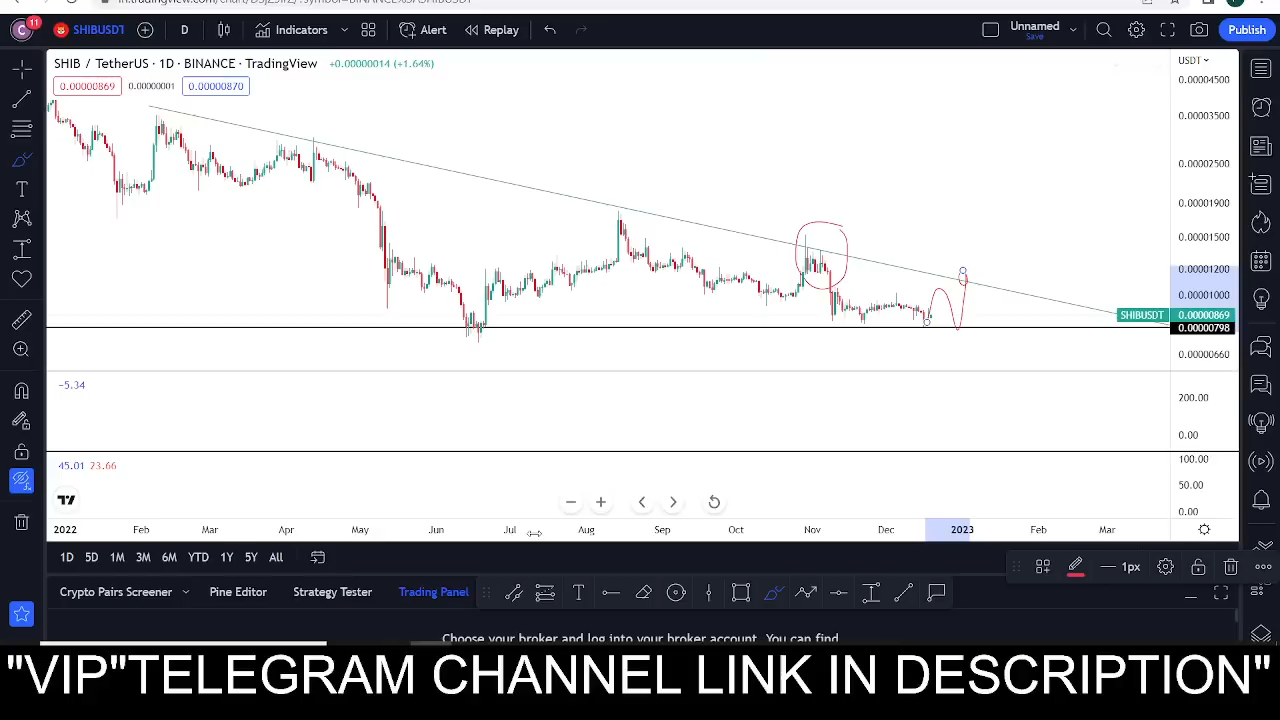 C 11 SHIBUSDT D Indicators Alert Replay Unnamed Save Publish
SHIB / TetherUS · 1D · BINANCE · TradingView +0.00000014 (+1.64%)
0.00000869 0.00000001 0.00000870
USDT
0.00004500
0.00003500
0.00002500
0.00001900
0.00001500
0.00001200
0.00001000
SHIBUSDT 0.00000869
0.00000798
0.00000660
−5.34
200.00
0.00
45.01 23.66
100.00
50.00
0.00
2022 Feb Mar Apr May Jun Jul Aug Sep Oct Nov Dec 2023 Feb Mar
1D 5D 1M 3M 6M YTD 1Y 5Y All
1px
Crypto Pairs Screener Pine Editor Strategy Tester Trading Panel
Choose your broker and log into your broker account. You can find
"VIP"TELEGRAM CHANNEL LINK IN DESCRIPTION"